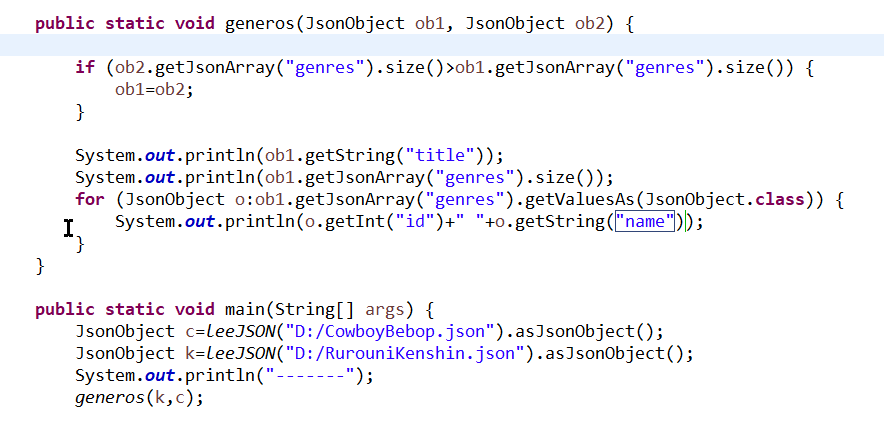 public static void generos(JsonObject ob1, JsonObject ob2) {
if (ob2.getJsonArray("genres").size()>ob1.getJsonArray("genres").size()) {
ob1=ob2;
}
System.out.println(ob1.getString("title"));
System.out.println(ob1.getJsonArray("genres").size());
for (JsonObject o:ob1.getJsonArray("genres").getValuesAs(JsonObject.class)) {
System.out.println(o.getInt("id")+" "+o.getString("name"));
}
}
public static void main(String[] args) {
JsonObject c=leeJSON("D:/CowboyBebop.json").asJsonObject();
JsonObject k=leeJSON("D:/RurouniKenshin.json").asJsonObject();
System.out.println("-------");
generos(k,c);